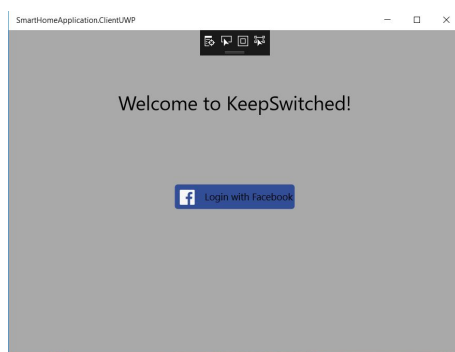 SmartHomeApplication.ClientUWP
Welcome to KeepSwitched!
Login with Facebook